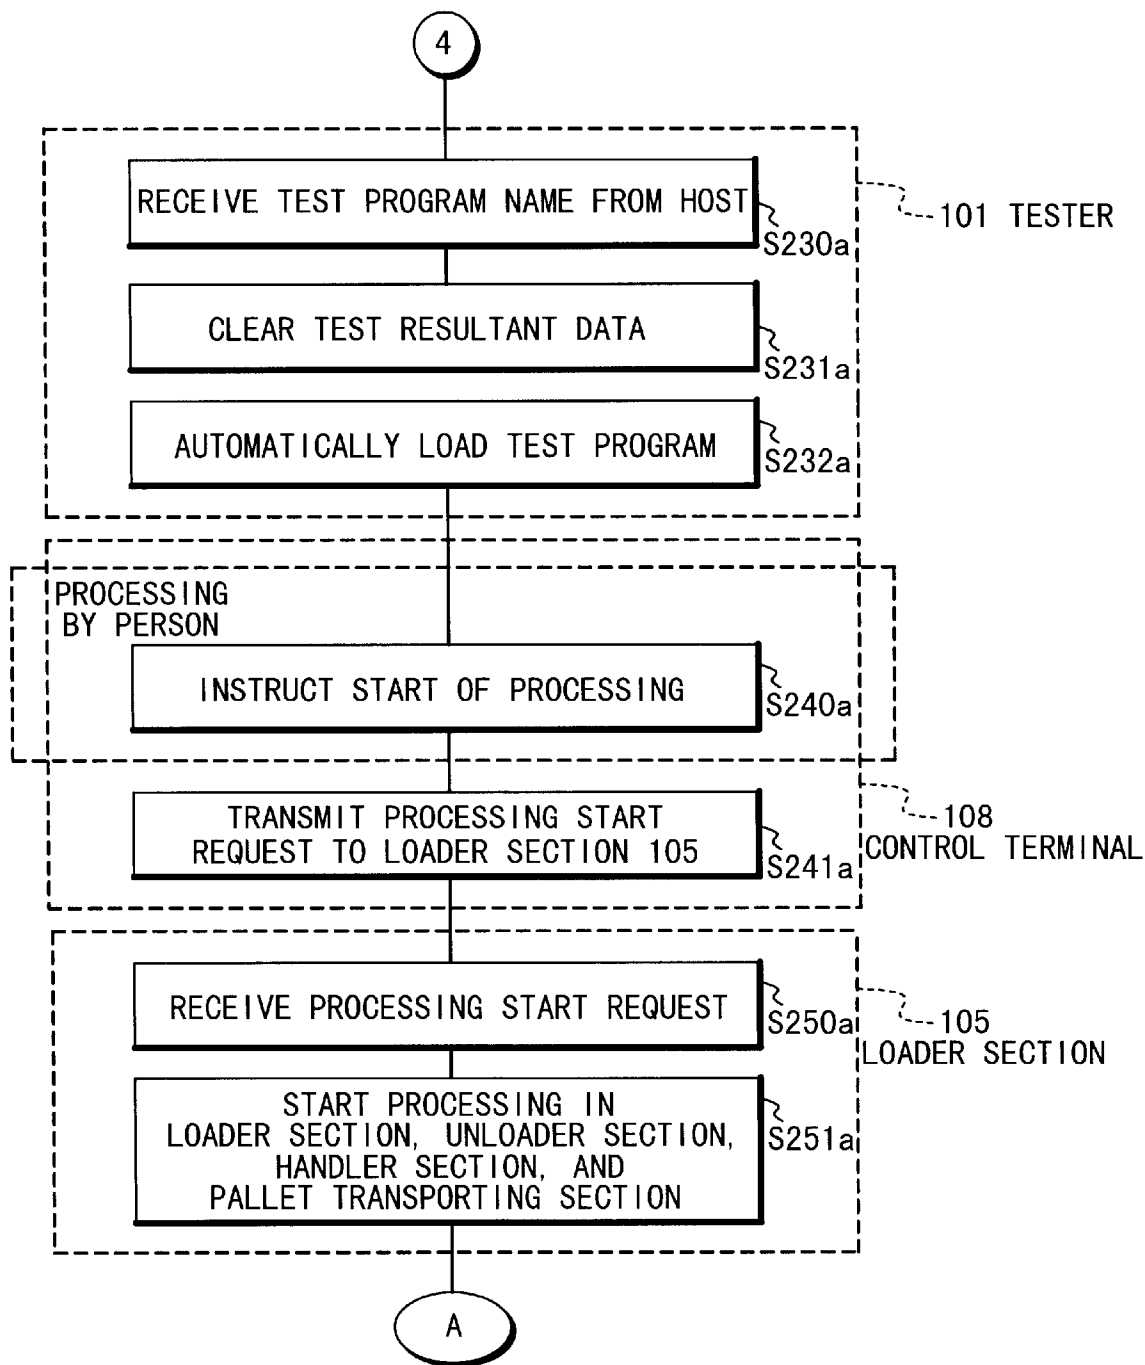 4
RECEIVE TEST PROGRAM NAME FROM HOST
S230a
101 TESTER
CLEAR TEST RESULTANT DATA
S231a
AUTOMATICALLY LOAD TEST PROGRAM
S232a
PROCESSING
BY PERSON
INSTRUCT START OF PROCESSING
S240a
TRANSMIT PROCESSING START
REQUEST TO LOADER SECTION 105
S241a
108
CONTROL TERMINAL
RECEIVE PROCESSING START REQUEST
S250a
105
LOADER SECTION
START PROCESSING IN
LOADER SECTION, UNLOADER SECTION,
HANDLER SECTION, AND
PALLET TRANSPORTING SECTION
S251a
A